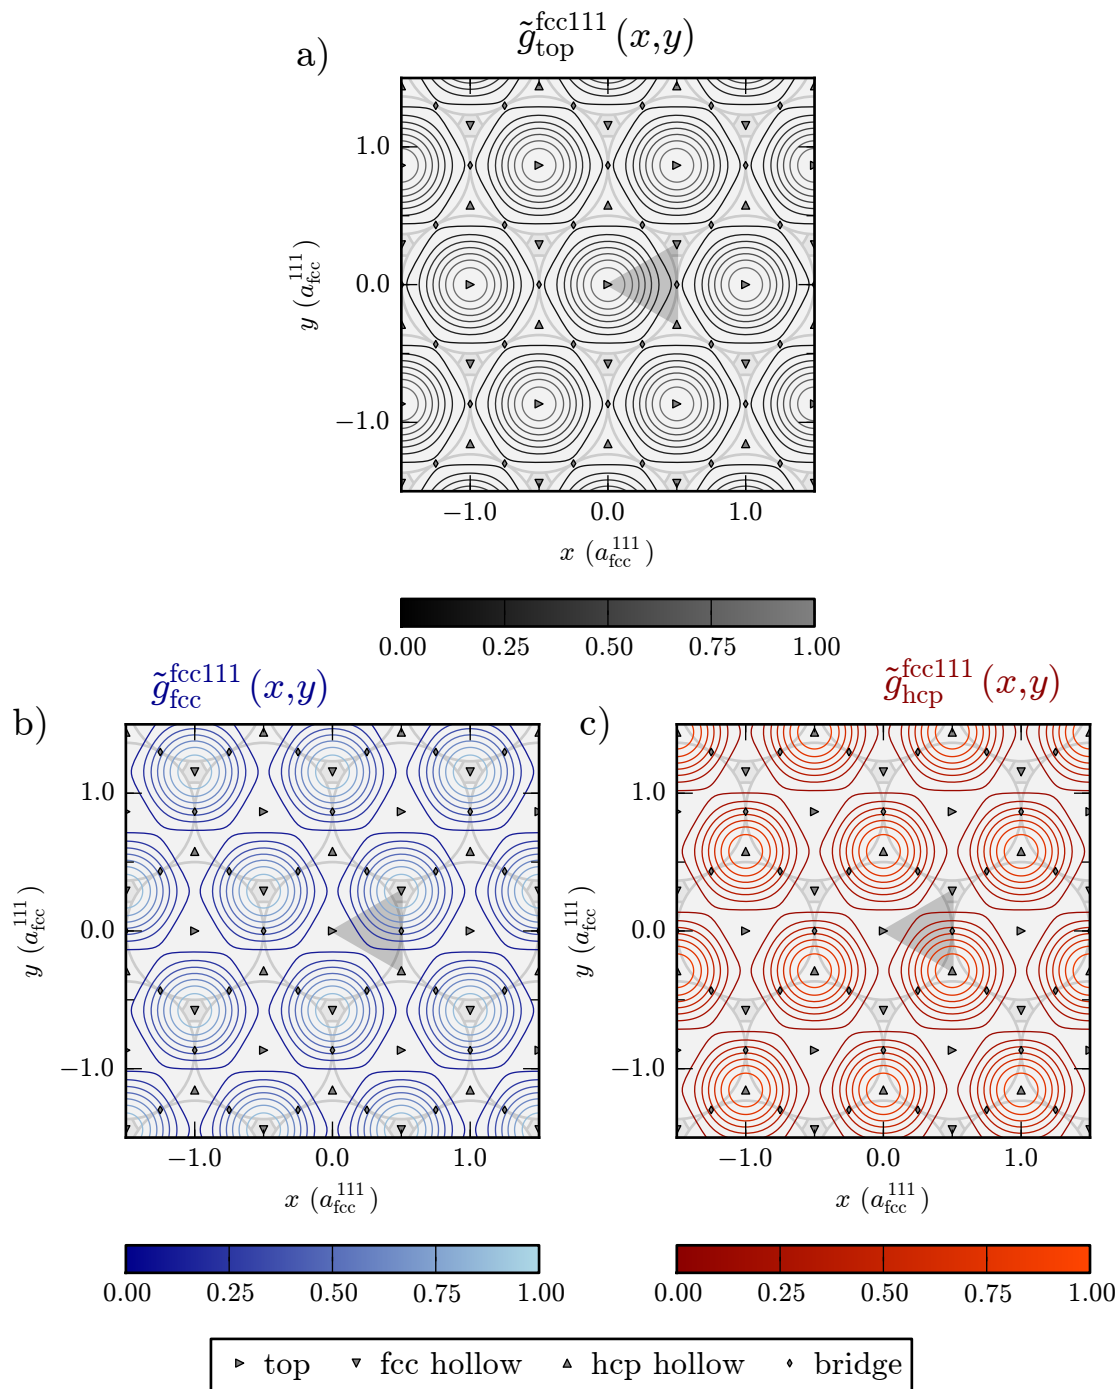 a) g̃_top^fcc111 (x,y)
1.0
0.0
−1.0
y (a_fcc^111)
−1.0 0.0 1.0
x (a_fcc^111)
0.00 0.25 0.50 0.75 1.00
b) g̃_fcc^fcc111 (x,y)
1.0
0.0
−1.0
y (a_fcc^111)
−1.0 0.0 1.0
x (a_fcc^111)
0.00 0.25 0.50 0.75 1.00
c) g̃_hcp^fcc111 (x,y)
1.0
0.0
−1.0
y (a_fcc^111)
−1.0 0.0 1.0
x (a_fcc^111)
0.00 0.25 0.50 0.75 1.00
top fcc hollow hcp hollow bridge